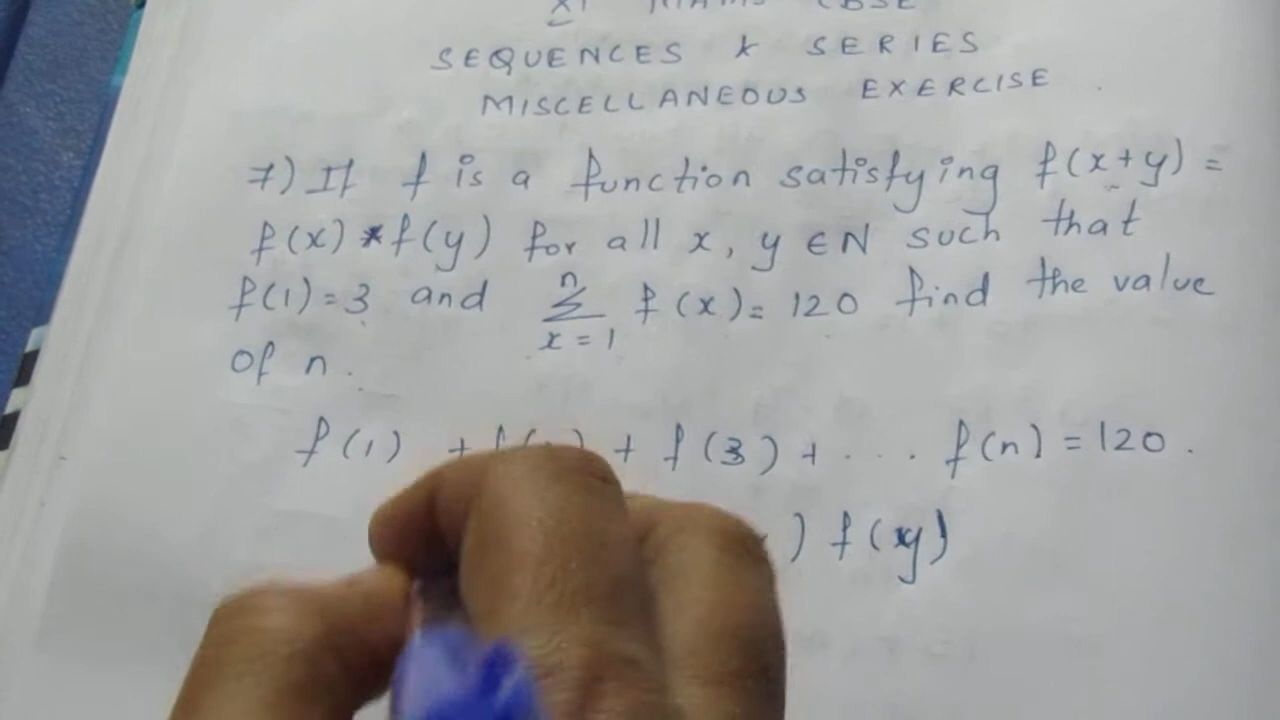 SEQUENCES & SERIES
MISCELLANEOUS EXERCISE.
7) If f is a function satisfying f(x+y) =
f(x) * f(y) for all x, y ∈ N such that
f(1) = 3 and n∑x=1 f(x) = 120 find the value
of n.
f(1) + + f(3) + .... f(n) = 120.
) f(y)